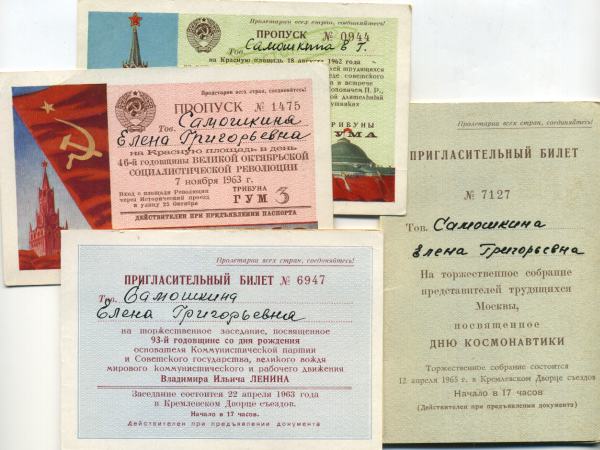 Пролетарии всех стран, соединяйтесь!
ПРОПУСК № 0944
Тов. Самошкина В Г.
на Красную площадь 18 августа 1962 года
трудящихся
советского
в встрече
Поповичем П. Р.,
длительный
ТРИБУНЫ
УМА
Пролетарии всех стран, соединяйтесь!
ПРОПУСК № 1475
Тов. Самошкина
Елена Григорьевна
на Красную площадь в день
46-й годовщины ВЕЛИКОЙ ОКТЯБРЬСКОЙ
СОЦИАЛИСТИЧЕСКОЙ РЕВОЛЮЦИИ
7 ноября 1963 г.
Вход с площади Революции
через Исторический проезд
и улицу 25 Октября
ТРИБУНА
ГУМ 3
ДЕЙСТВИТЕЛЕН ПРИ ПРЕДЪЯВЛЕНИИ ПАСПОРТА
Пролетарии всех стран, соединяйтесь!
ПРИГЛАСИТЕЛЬНЫЙ БИЛЕТ № 6947
Тов. Самошкина
Елена Григорьевна
на торжественное заседание, посвященное
93-й годовщине со дня рождения
основателя Коммунистической партии
и Советского государства, великого вождя
мирового коммунистического и рабочего движения
Владимира Ильича ЛЕНИНА
Заседание состоится 22 апреля 1963 года
в Кремлевском Дворце съездов.
Начало в 17 часов.
Действителен при предъявлении документа
Пролетарии всех стран, соединяйтесь!
ПРИГЛАСИТЕЛЬНЫЙ БИЛЕТ
№ 7127
Тов. Самошкина
Елена Григорьевна
На торжественное собрание
представителей трудящихся
Москвы,
посвященное
ДНЮ КОСМОНАВТИКИ
Торжественное собрание состоится
12 апреля 1963 г. в Кремлевском Дворце съездов
Начало в 17 часов
(Действителен при предъявлении документа)